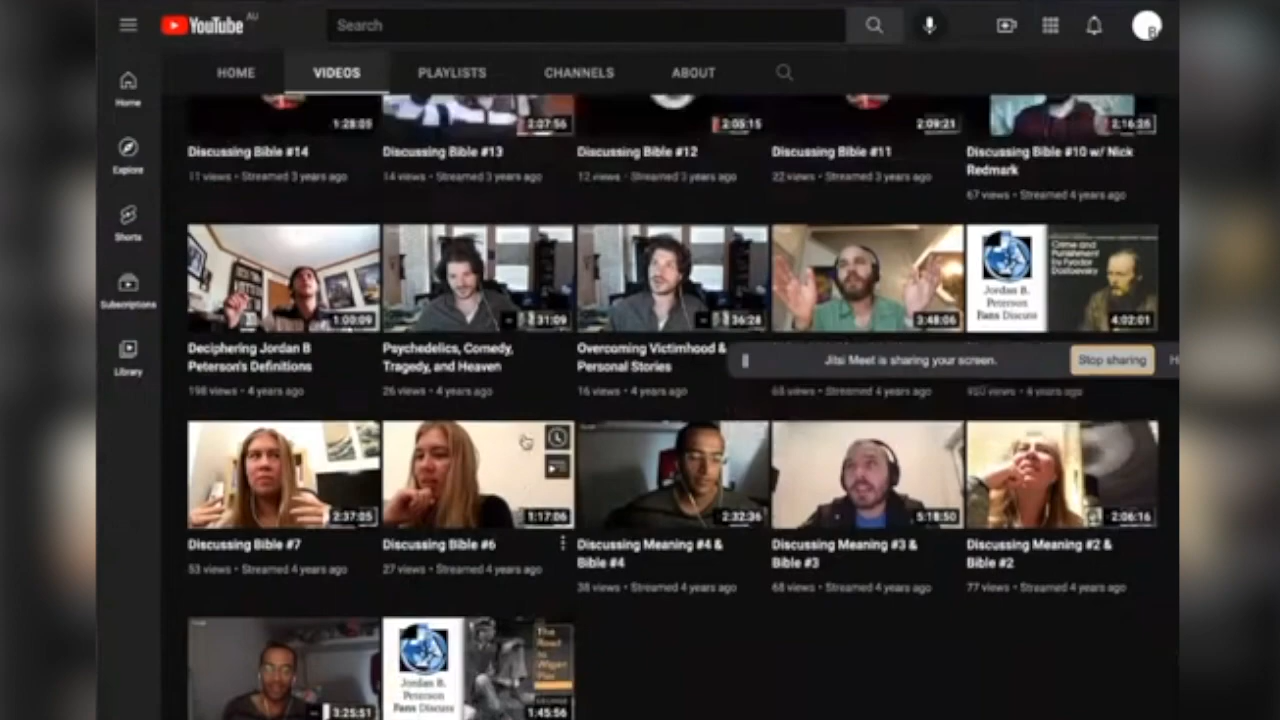 YouTube AU
Search
HOME VIDEOS PLAYLISTS CHANNELS ABOUT
Home
Explore
Shorts
Subscriptions
Library
1:28:05 2:07:56 2:05:15 2:09:21 2:16:26
Discussing Bible #14
11 views • Streamed 3 years ago
Discussing Bible #13
14 views • Streamed 3 years ago
Discussing Bible #12
12 views • Streamed 3 years ago
Discussing Bible #11
22 views • Streamed 3 years ago
Discussing Bible #10 w/ Nick
Redmark
67 views • Streamed 4 years ago
1:00:09
Deciphering Jordan B
Peterson's Definitions
198 views • 4 years ago
31:09
Psychedelics, Comedy,
Tragedy, and Heaven
26 views • 4 years ago
36:28
Overcoming Victimhood &
Personal Stories
16 views • 4 years ago
3:48:06
68 views • Streamed 4 years ago
Jordan B.
Peterson
Fans Discuss
Crime and
Punishment
by Fyodor
Dostoevsky
4:02:01
views • 4 years ago
Jitsi Meet is sharing your screen.
Stop sharing
2:37:05
Discussing Bible #7
53 views • Streamed 4 years ago
1:17:06
Discussing Bible #6
27 views • Streamed 4 years ago
2:32:36
Discussing Meaning #4 &
Bible #4
38 views • Streamed 4 years ago
5:18:50
Discussing Meaning #3 &
Bible #3
68 views • Streamed 4 years ago
2:06:16
Discussing Meaning #2 &
Bible #2
77 views • Streamed 4 years ago
3:25:51
Jordan B.
Peterson
Fans Discuss
The
Road
to
Wigan
Pier
1:45:56